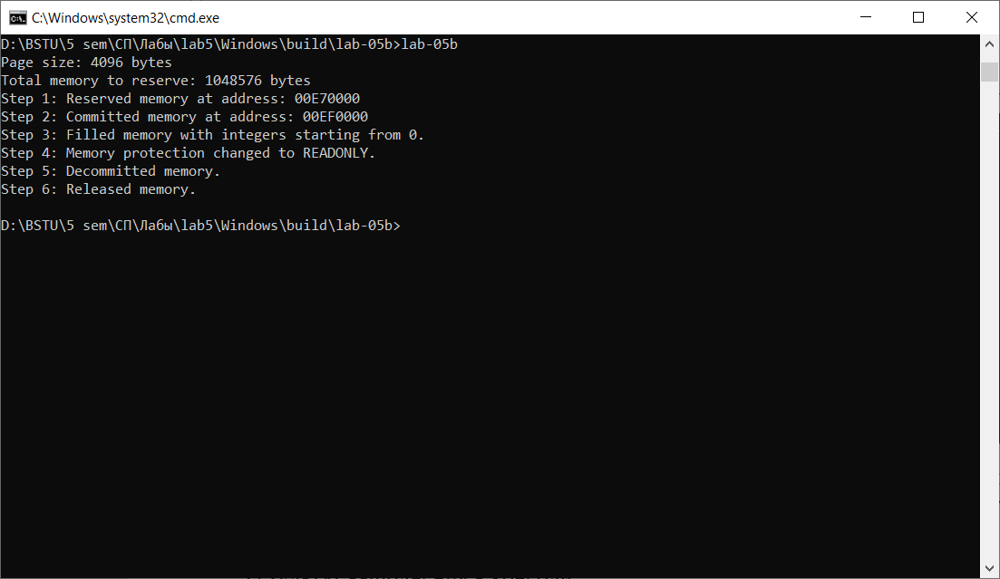 C:\Windows\system32\cmd.exe
D:\BSTU\5 sem\СП\Лабы\lab5\Windows\build\lab-05b>lab-05b
Page size: 4096 bytes
Total memory to reserve: 1048576 bytes
Step 1: Reserved memory at address: 00E70000
Step 2: Committed memory at address: 00EF0000
Step 3: Filled memory with integers starting from 0.
Step 4: Memory protection changed to READONLY.
Step 5: Decommitted memory.
Step 6: Released memory.
D:\BSTU\5 sem\СП\Лабы\lab5\Windows\build\lab-05b>